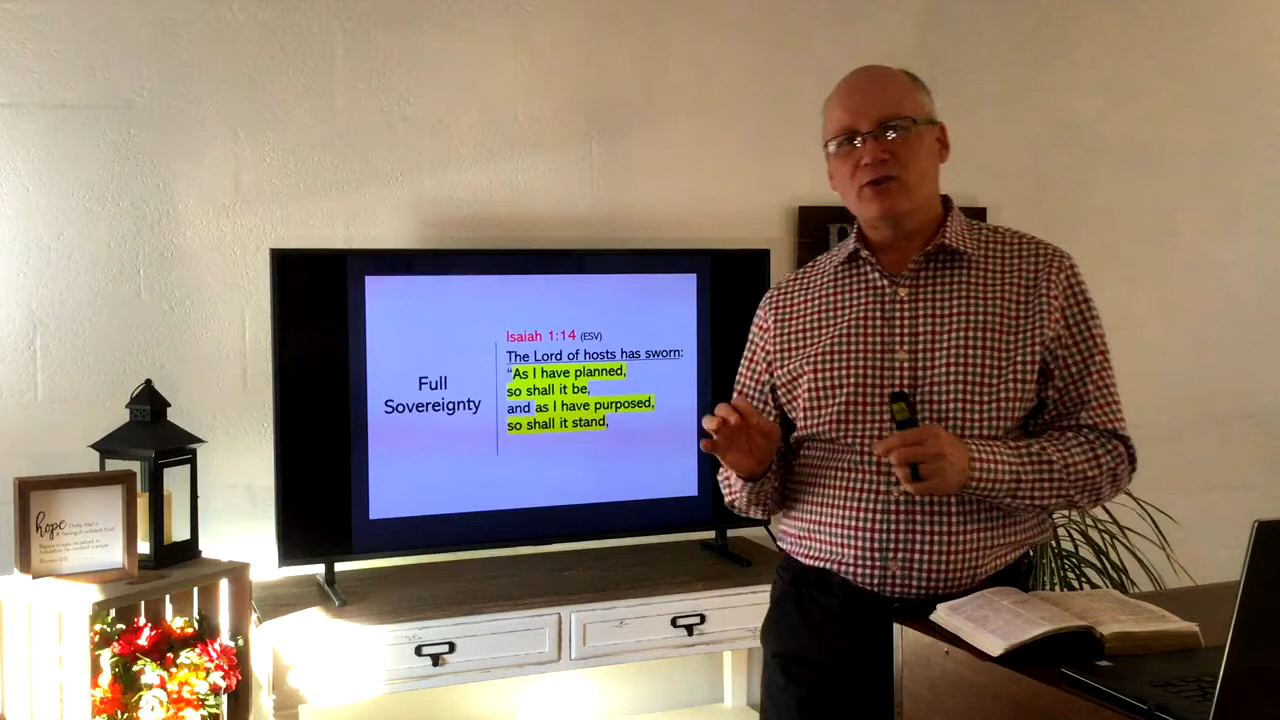 Full
Sovereignty
Isaiah 1:14 (ESV)
The Lord of hosts has sworn:
“As I have planned,
so shall it be,
and as I have purposed,
so shall it stand,
hope